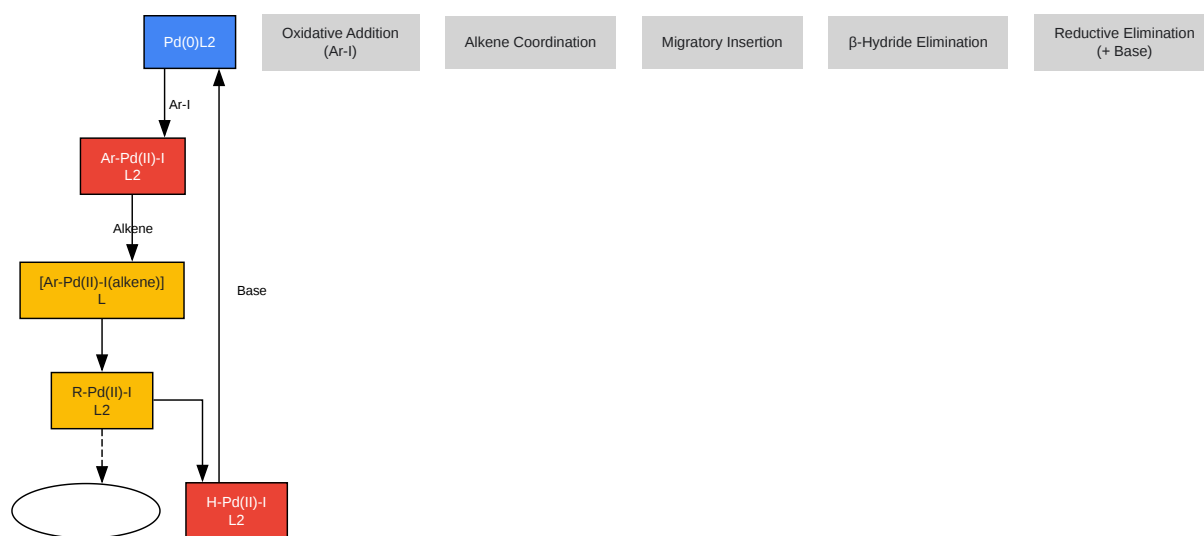 Pd(0)L2
Oxidative Addition
(Ar-I)
Alkene Coordination
Migratory Insertion
β-Hydride Elimination
Reductive Elimination
(+ Base)
Ar-I
Ar-Pd(II)-I
L2
Alkene
[Ar-Pd(II)-I(alkene)]
L
Base
R-Pd(II)-I
L2
H-Pd(II)-I
L2